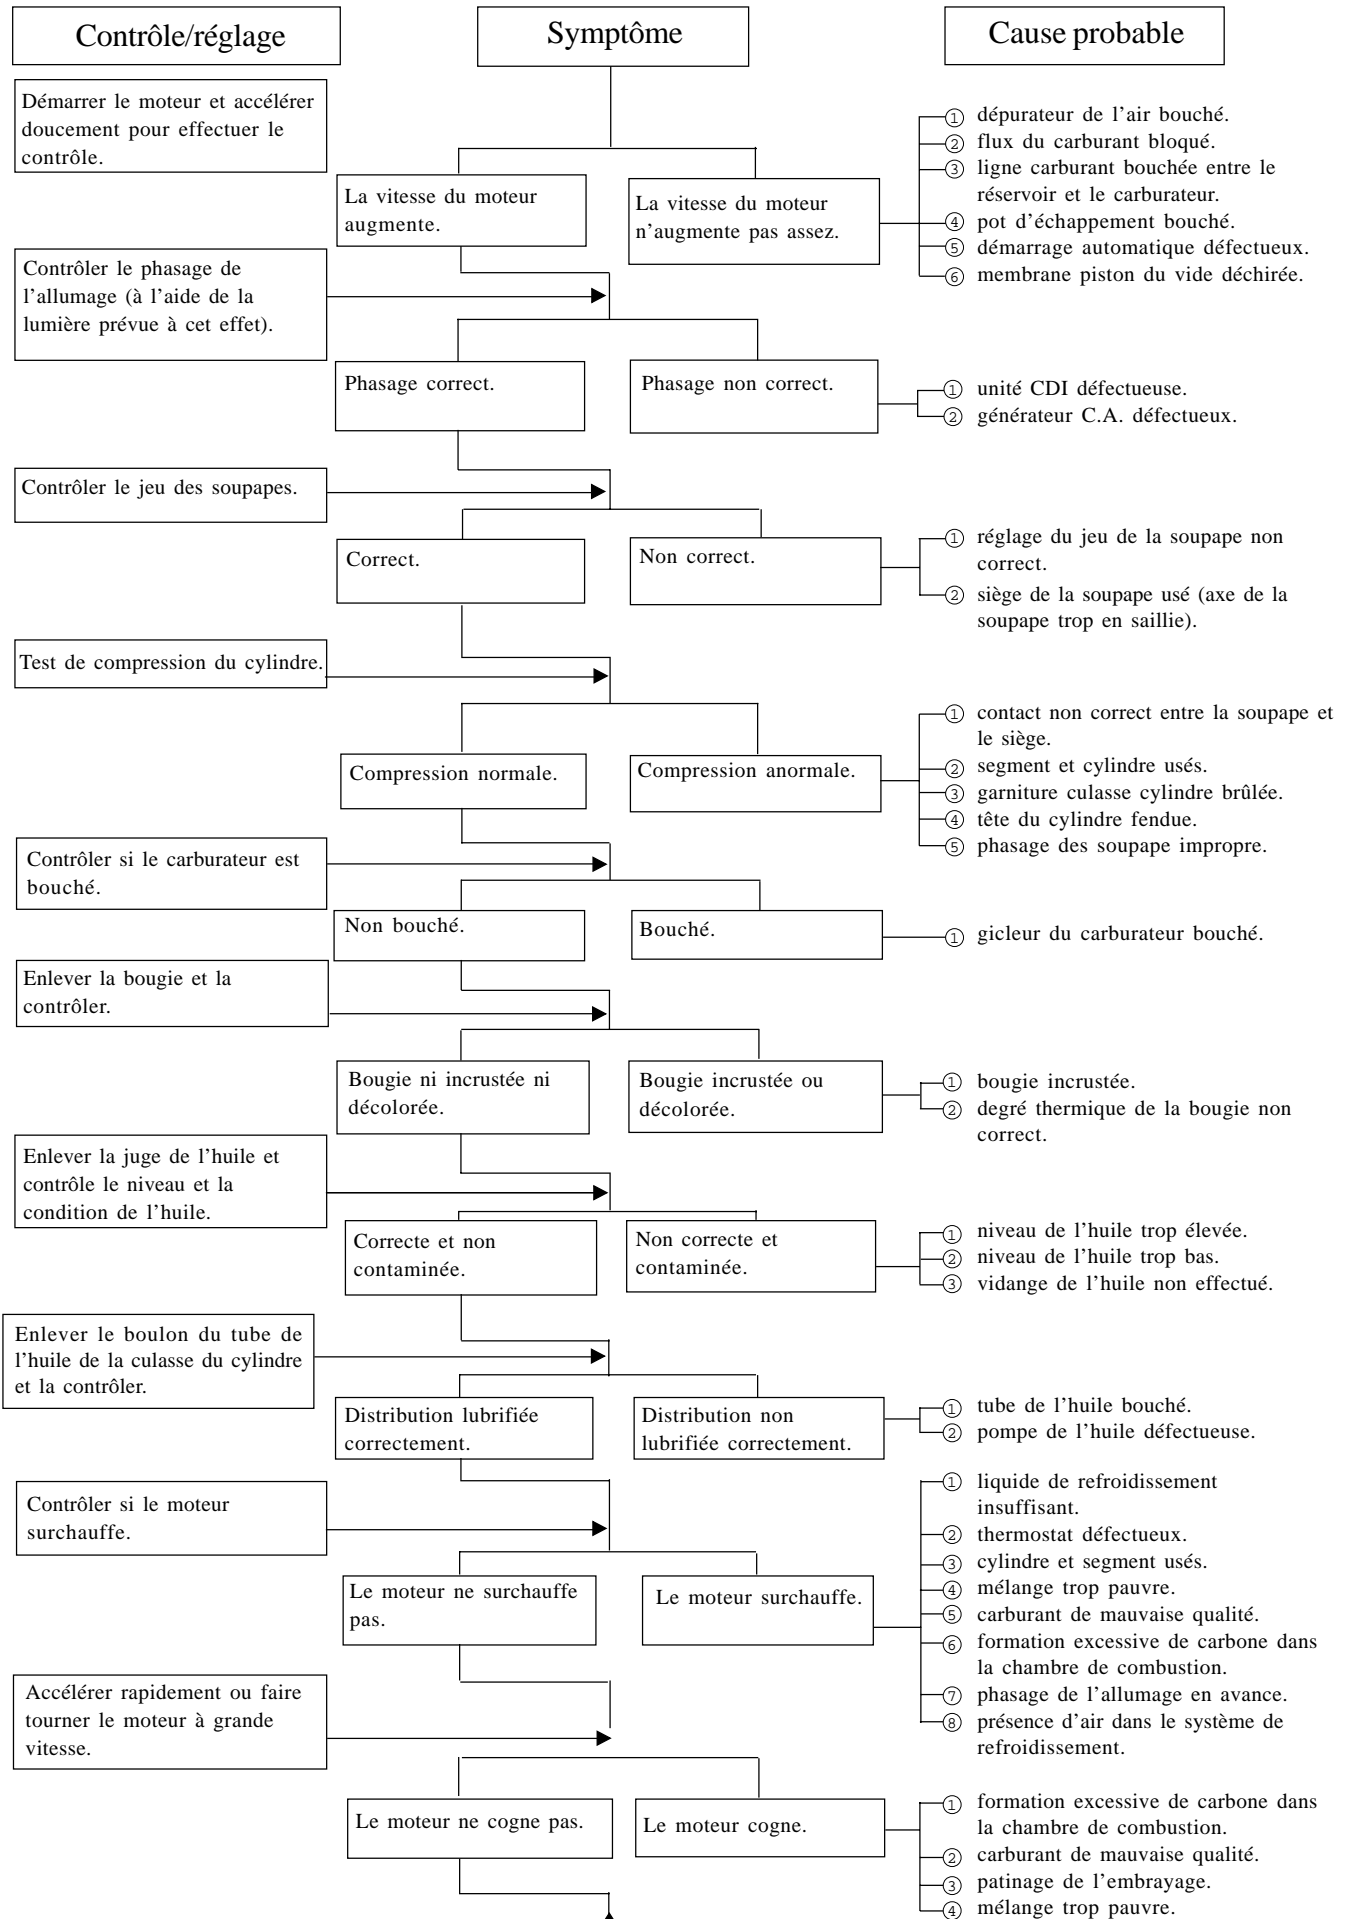 Contrôle/réglage
Symptôme
Cause probable
Démarrer le moteur et accélérer
doucement pour effectuer le
contrôle.
La vitesse du moteur
augmente.
La vitesse du moteur
n'augmente pas assez.
① dépurateur de l'air bouché.
② flux du carburant bloqué.
③ ligne carburant bouchée entre le
réservoir et le carburateur.
④ pot d'échappement bouché.
⑤ démarrage automatique défectueux.
⑥ membrane piston du vide déchirée.
Contrôler le phasage de
l'allumage (à l'aide de la
lumière prévue à cet effet).
Phasage correct.
Phasage non correct.
① unité CDI défectueuse.
② générateur C.A. défectueux.
Contrôler le jeu des soupapes.
Correct.
Non correct.
① réglage du jeu de la soupape non
correct.
② siège de la soupape usé (axe de la
soupape trop en saillie).
Test de compression du cylindre.
Compression normale.
Compression anormale.
① contact non correct entre la soupape et
le siège.
② segment et cylindre usés.
③ garniture culasse cylindre brûlée.
④ tête du cylindre fendue.
⑤ phasage des soupape impropre.
Contrôler si le carburateur est
bouché.
Non bouché.
Bouché.
① gicleur du carburateur bouché.
Enlever la bougie et la
contrôler.
Bougie ni incrustée ni
décolorée.
Bougie incrustée ou
décolorée.
① bougie incrustée.
② degré thermique de la bougie non
correct.
Enlever la juge de l'huile et
contrôle le niveau et la
condition de l'huile.
Correcte et non
contaminée.
Non correcte et
contaminée.
① niveau de l'huile trop élevée.
② niveau de l'huile trop bas.
③ vidange de l'huile non effectué.
Enlever le boulon du tube de
l'huile de la culasse du cylindre
et la contrôler.
Distribution lubrifiée
correctement.
Distribution non
lubrifiée correctement.
① tube de l'huile bouché.
② pompe de l'huile défectueuse.
Contrôler si le moteur
surchauffe.
Le moteur ne surchauffe
pas.
Le moteur surchauffe.
① liquide de refroidissement
insuffisant.
② thermostat défectueux.
③ cylindre et segment usés.
④ mélange trop pauvre.
⑤ carburant de mauvaise qualité.
⑥ formation excessive de carbone dans
la chambre de combustion.
⑦ phasage de l'allumage en avance.
⑧ présence d'air dans le système de
refroidissement.
Accélérer rapidement ou faire
tourner le moteur à grande
vitesse.
Le moteur ne cogne pas.
Le moteur cogne.
① formation excessive de carbone dans
la chambre de combustion.
② carburant de mauvaise qualité.
③ patinage de l'embrayage.
④ mélange trop pauvre.